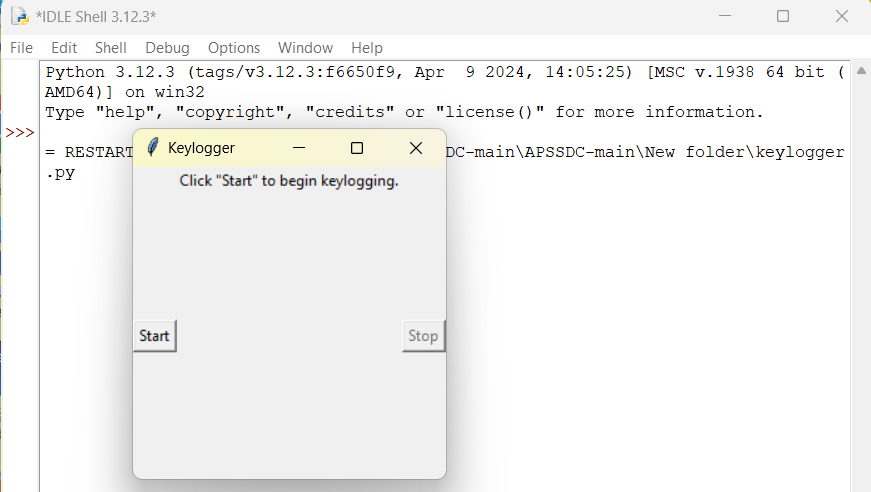 *IDLE Shell 3.12.3*
File Edit Shell Debug Options Window Help
Python 3.12.3 (tags/v3.12.3:f6650f9, Apr  9 2024, 14:05:25) [MSC v.1938 64 bit (
AMD64)] on win32
Type "help", "copyright", "credits" or "license()" for more information.
>>>
= RESTART DC-main\APSSDC-main\New folder\keylogger
.py
Keylogger
Click "Start" to begin keylogging.
Start Stop